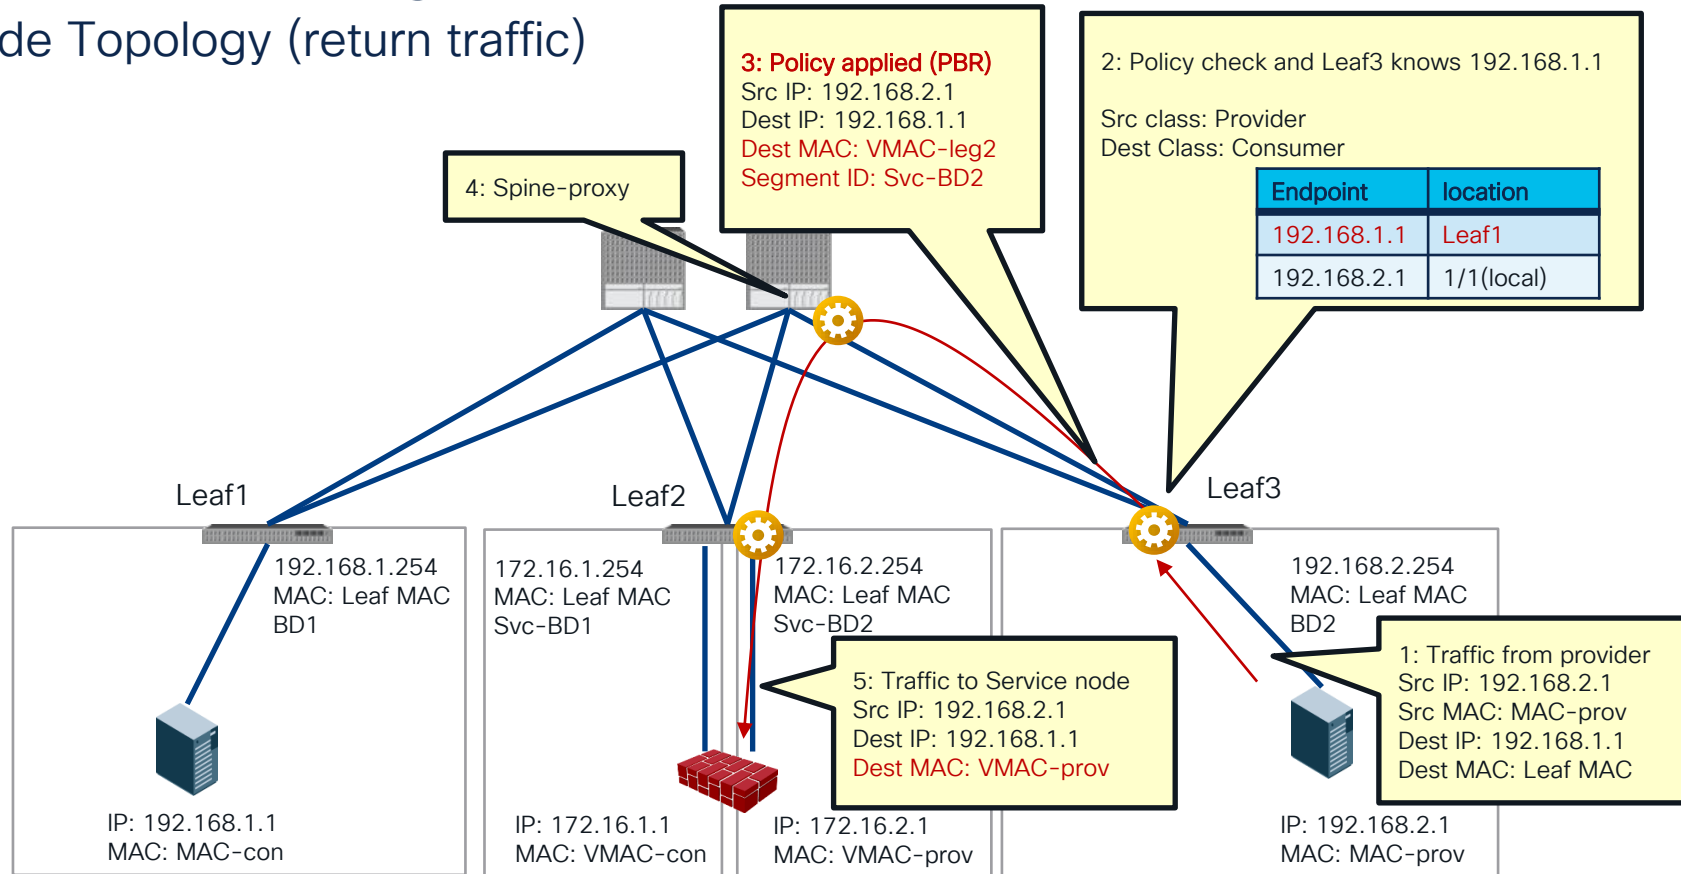 de Topology (return traffic)
3: Policy applied (PBR)
Src IP: 192.168.2.1
Dest IP: 192.168.1.1
Dest MAC: VMAC-leg2
Segment ID: Svc-BD2
2: Policy check and Leaf3 knows 192.168.1.1
Src class: Provider
Dest Class: Consumer
Endpoint location
192.168.1.1 Leaf1
192.168.2.1 1/1(local)
4: Spine-proxy
Leaf1
Leaf2
Leaf3
192.168.1.254
MAC: Leaf MAC
BD1
172.16.1.254
MAC: Leaf MAC
Svc-BD1
172.16.2.254
MAC: Leaf MAC
Svc-BD2
192.168.2.254
MAC: Leaf MAC
BD2
5: Traffic to Service node
Src IP: 192.168.2.1
Dest IP: 192.168.1.1
Dest MAC: VMAC-prov
1: Traffic from provider
Src IP: 192.168.2.1
Src MAC: MAC-prov
Dest IP: 192.168.1.1
Dest MAC: Leaf MAC
IP: 192.168.1.1
MAC: MAC-con
IP: 172.16.1.1
MAC: VMAC-con
IP: 172.16.2.1
MAC: VMAC-prov
IP: 192.168.2.1
MAC: MAC-prov